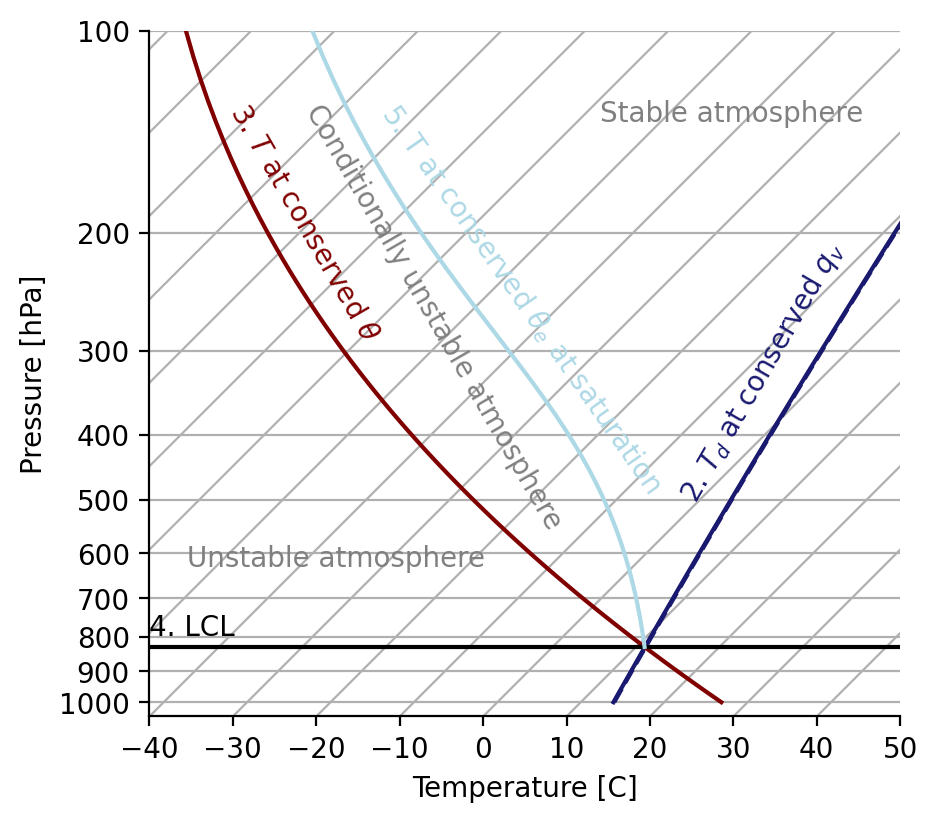 100
200
300
400
500
600
700
800
900
1000
Pressure [hPa]
3. T at conserved θ
Conditionally unstable atmosphere
5. T at conserved θe at saturation
Stable atmosphere
2. Td at conserved qv
Unstable atmosphere
4. LCL
−40 −30 −20 −10 0 10 20 30 40 50
Temperature [C]